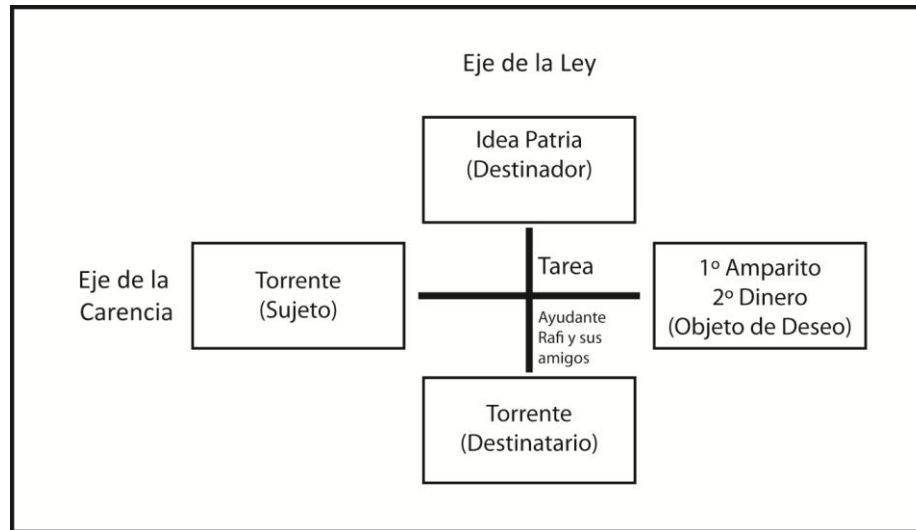 Eje de la Ley
Idea Patria
(Destinador)
Eje de la
Carencia
Torrente
(Sujeto)
Tarea
Ayudante
Rafi y sus
amigos
1º Amparito
2º Dinero
(Objeto de Deseo)
Torrente
(Destinatario)